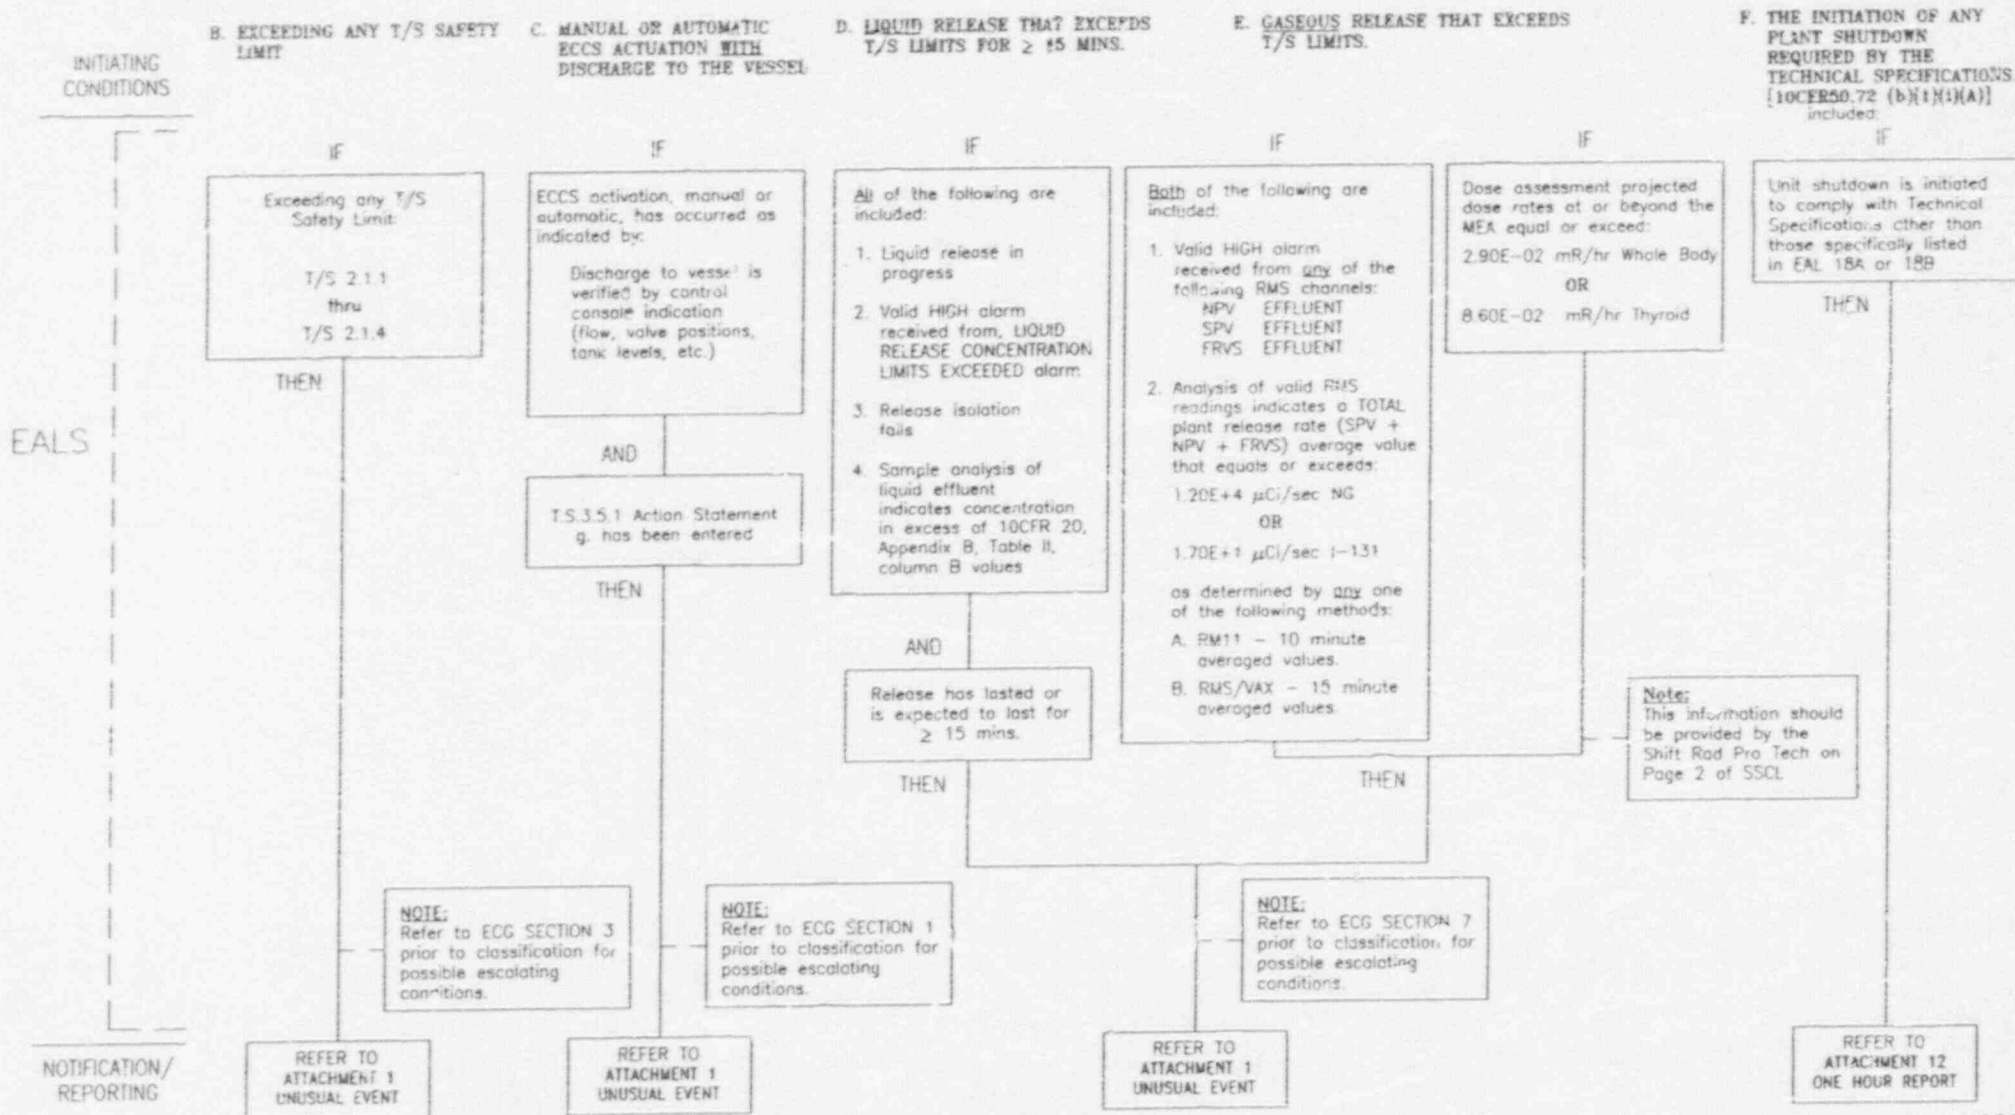 INITIATING
CONDITIONS
B. EXCEEDING ANY T/S SAFETY
LIMIT
C. MANUAL OR AUTOMATIC
ECCS ACTUATION WITH
DISCHARGE TO THE VESSEL
D. LIQUID RELEASE THAT EXCEEDS
T/S LIMITS FOR ≥ 15 MINS.
E. GASEOUS RELEASE THAT EXCEEDS
T/S LIMITS.
F. THE INITIATION OF ANY
PLANT SHUTDOWN
REQUIRED BY THE
TECHNICAL SPECIFICATIONS
[10CFR50.72 (b)(1)(i)(A)]
included:
EALS
IF
Exceeding any T/S
Safety Limit:
T/S 2.1.1
thru
T/S 2.1.4
THEN
NOTE:
Refer to ECG SECTION 3
prior to classification for
possible escalating
conditions.
IF
ECCS activation, manual or
automatic, has occurred as
indicated by:
Discharge to vessel is
verified by control
console indication
(flow, valve positions,
tank levels, etc.)
AND
T.S.3.5.1 Action Statement
g. has been entered
THEN
NOTE:
Refer to ECG SECTION 1
prior to classification for
possible escalating
conditions.
IF
All of the following are
included:
1. Liquid release in
progress
2. Valid HIGH alarm
received from, LIQUID
RELEASE CONCENTRATION
LIMITS EXCEEDED alarm
3. Release isolation
fails
4. Sample analysis of
liquid effluent
indicates concentration
in excess of 10CFR 20,
Appendix B, Table II,
column B values
AND
Release has lasted or
is expected to last for
≥ 15 mins.
THEN
IF
Both of the following are
included:
1. Valid HIGH alarm
received from any of the
following RMS channels:
NPV EFFLUENT
SPV EFFLUENT
FRVS EFFLUENT
2. Analysis of valid RMS
readings indicates a TOTAL
plant release rate (SPV +
NPV + FRVS) average value
that equals or exceeds:
1.20E+4 µCi/sec NG
OR
1.70E+1 µCi/sec I-131
as determined by any one
of the following methods:
A. RM11 - 10 minute
averaged values.
B. RMS/VAX - 15 minute
averaged values.
IF
Dose assessment projected
dose rates at or beyond the
MEA equal or exceed:
2.90E-02 mR/hr Whole Body
OR
8.60E-02 mR/hr Thyroid
THEN
Note:
This information should
be provided by the
Shift Rad Pro Tech on
Page 2 of SSCL
NOTE:
Refer to ECG SECTION 7
prior to classification for
possible escalating
conditions.
IF
Unit shutdown is initiated
to comply with Technical
Specifications other than
those specifically listed
in EAL 18A or 18B
THEN
NOTIFICATION/
REPORTING
REFER TO
ATTACHMENT 1
UNUSUAL EVENT
REFER TO
ATTACHMENT 1
UNUSUAL EVENT
REFER TO
ATTACHMENT 1
UNUSUAL EVENT
REFER TO
ATTACHMENT 12
ONE HOUR REPORT